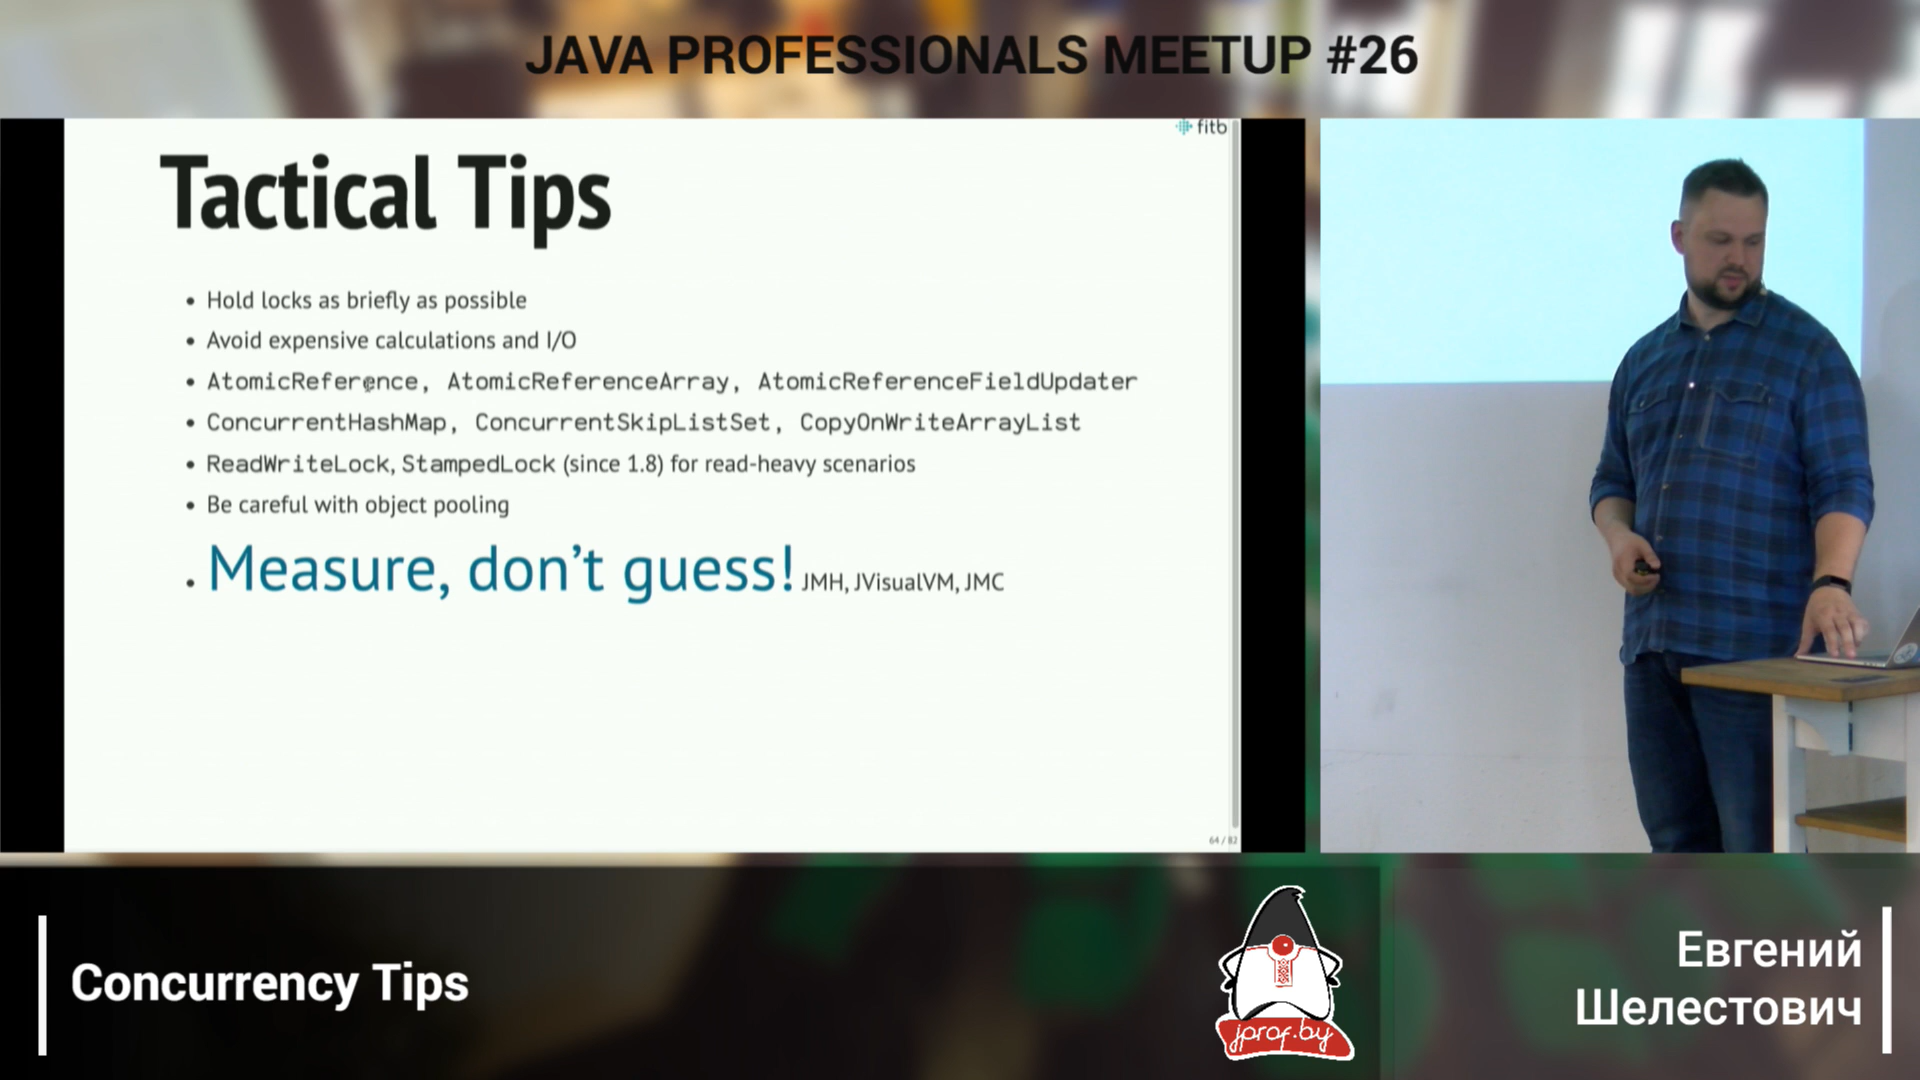 JAVA PROFESSIONALS MEETUP #26
fitb
Tactical Tips
• Hold locks as briefly as possible
• Avoid expensive calculations and I/O
• AtomicReference, AtomicReferenceArray, AtomicReferenceFieldUpdater
• ConcurrentHashMap, ConcurrentSkipListSet, CopyOnWriteArrayList
• ReadWriteLock, StampedLock (since 1.8) for read-heavy scenarios
• Be careful with object pooling
• Measure, don't guess! JMH, JVisualVM, JMC
64 / 82
Concurrency Tips
jprof.by
Евгений
Шелестович